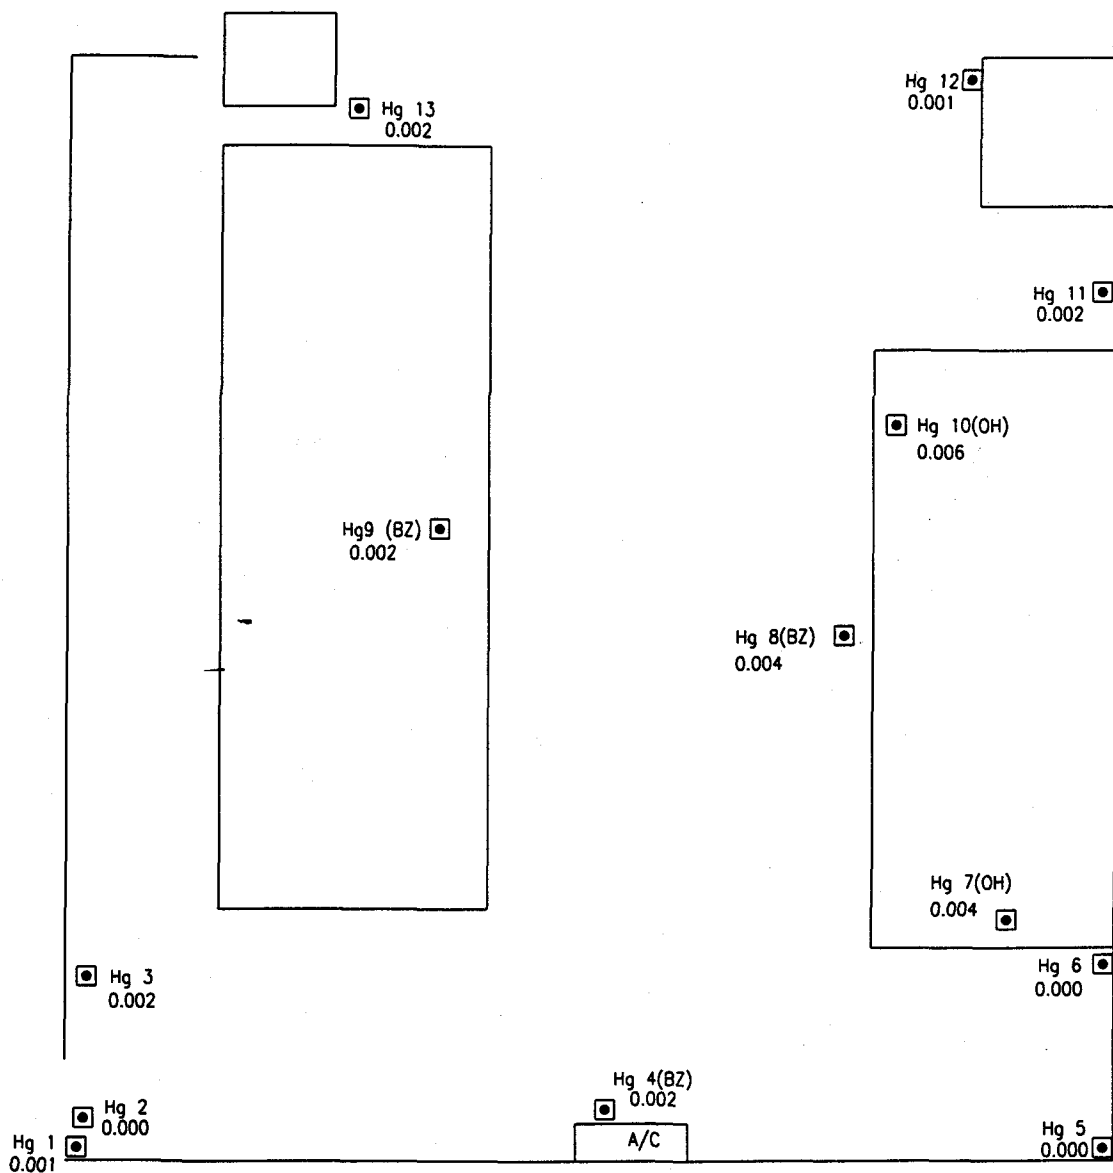 Hg 12
0.001
Hg 13
0.002
Hg 11
0.002
Hg 10(OH)
0.006
Hg9 (BZ)
0.002
Hg 8(BZ)
0.004
Hg 7(OH)
0.004
Hg 6
0.000
Hg 3
0.002
Hg 4(BZ)
0.002
Hg 2
0.000
A/C
Hg 5
0.000
Hg 1
0.001